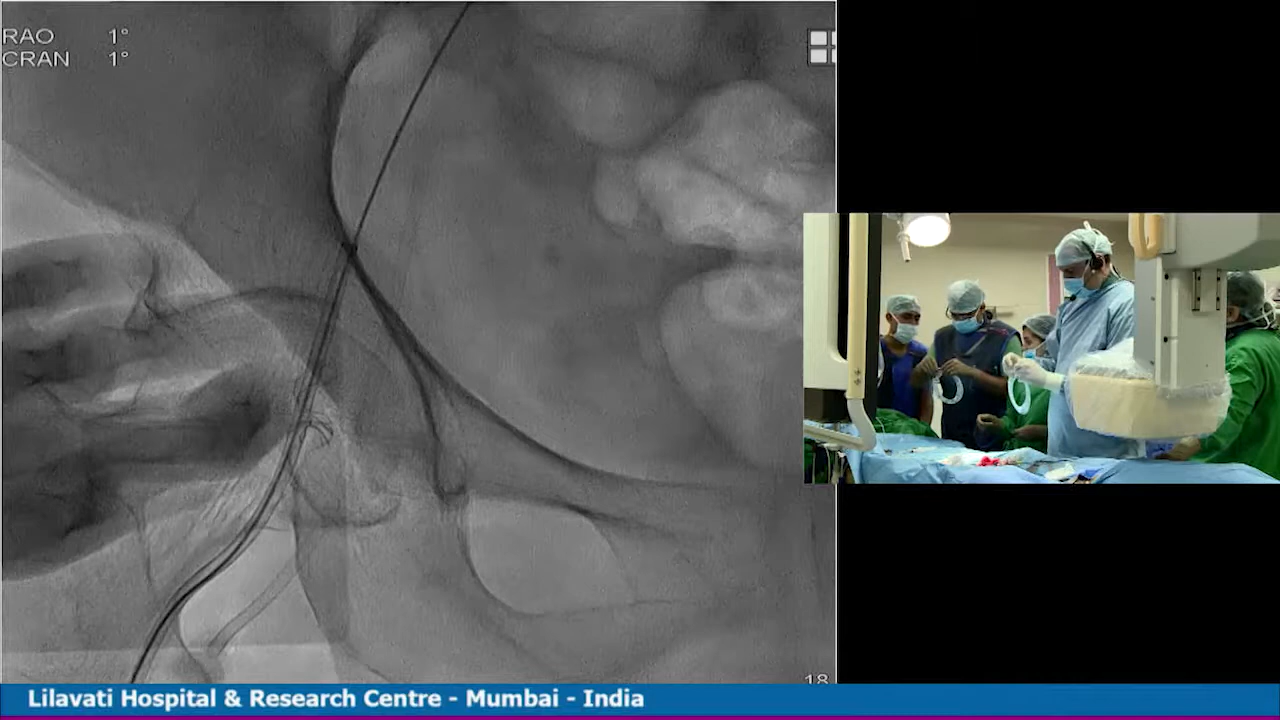 RAO 1°
CRAN 1°
18
Lilavati Hospital & Research Centre - Mumbai - India